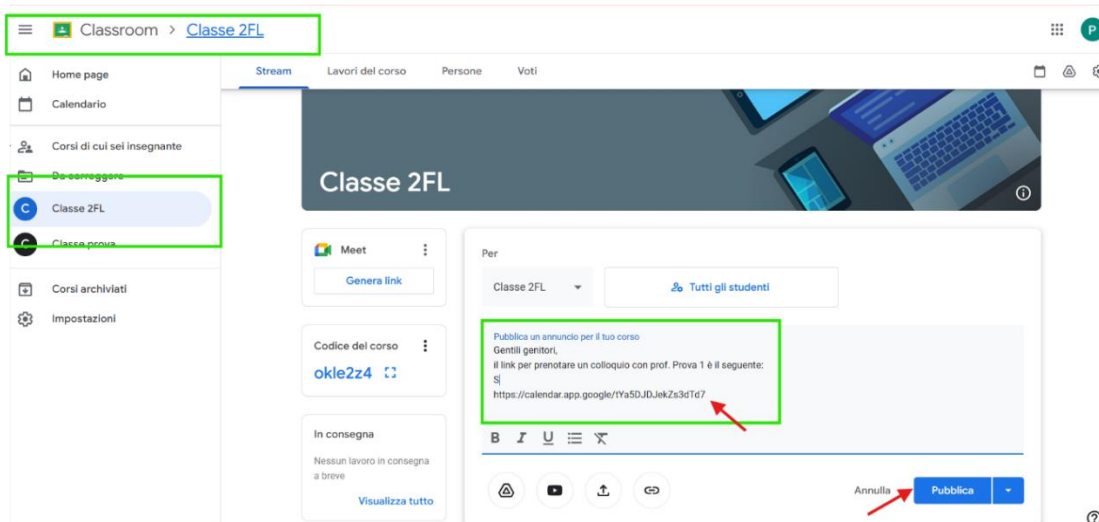 Classroom > Classe 2FL
P
Home page
Calendario
Corsi di cui sei insegnante
Da correggere
C Classe 2FL
C Classe prova
Corsi archiviati
Impostazioni
Stream Lavori del corso Persone Voti
Classe 2FL
Meet
Genera link
Codice del corso
okle2z4
In consegna
Nessun lavoro in consegna
a breve
Visualizza tutto
Per
Classe 2FL
Tutti gli studenti
Pubblica un annuncio per il tuo corso
Gentili genitori,
il link per prenotare un colloquio con prof. Prova 1 è il seguente:
S
https://calendar.app.google/tYa5DJDJekZs3dTd7
B I U
Annulla Pubblica